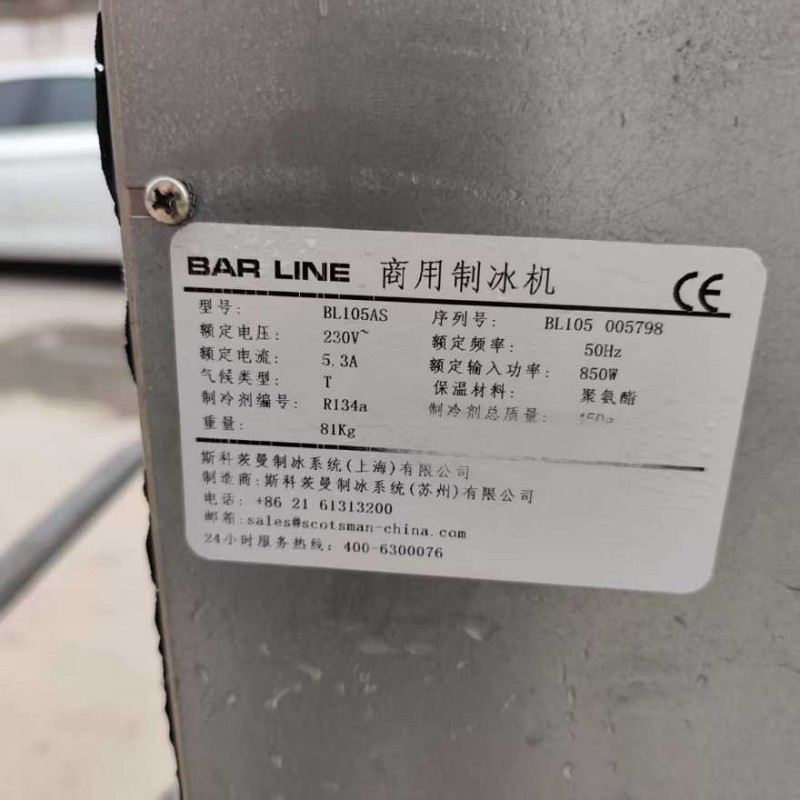 BAR LINE 商用制冰机 CE
型号: BL105AS 序列号: BL105 005798
额定电压: 230V~ 额定频率: 50Hz
额定电流: 5.3A 额定输入功率: 850W
气候类型: T 保温材料: 聚氨酯
制冷剂编号: R134a 制冷剂总质量:
重量: 81Kg
斯科茨曼制冰系统(上海)有限公司
制造商:斯科茨曼制冰系统(苏州)有限公司
电话: +86 21 61313200
邮箱:sales@scotsman-china.com
24小时服务热线: 400-6300076